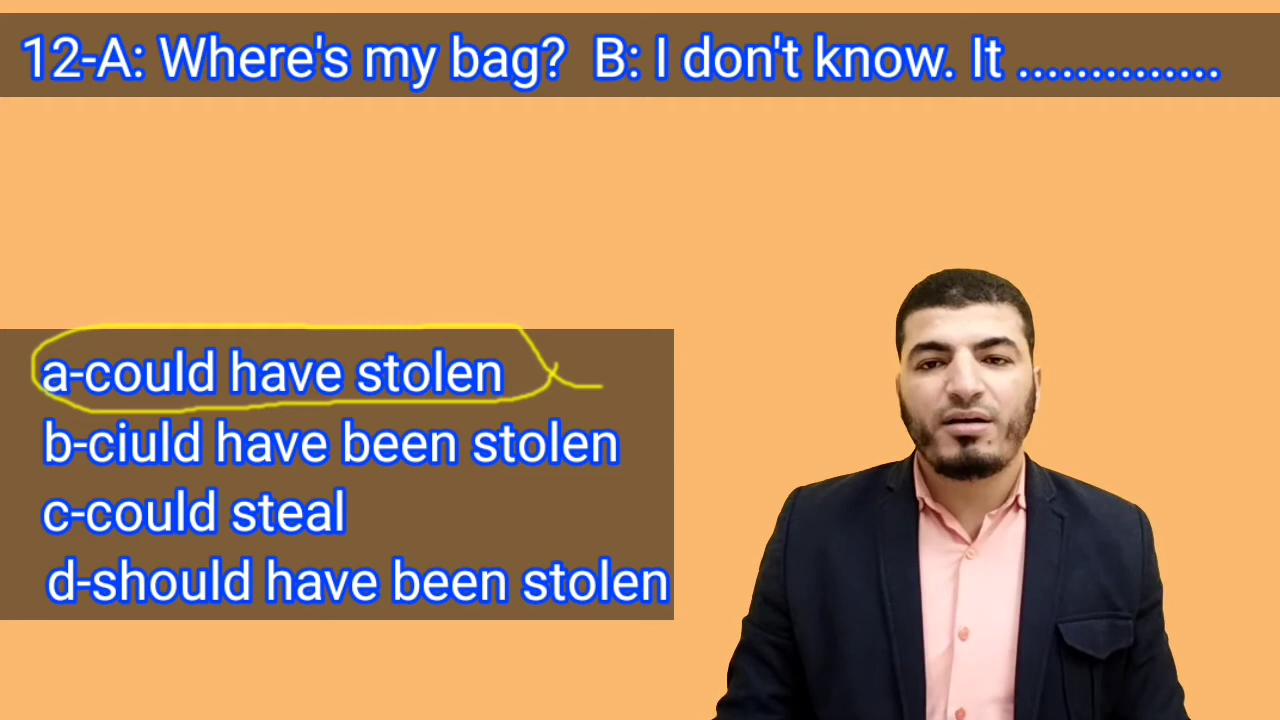 12-A: Where's my bag?  B: I don't know. It ..............
a-could have stolen
b-ciuld have been stolen
c-could steal
d-should have been stolen